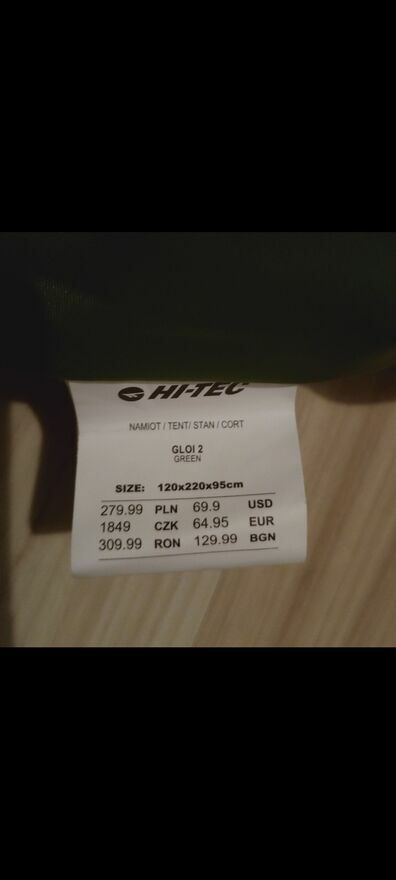 HI-TEC
NAMIOT / TENT/ STAN / CORT
GLOI 2
GREEN
SIZE: 120x220x95cm
279.99 PLN 69.9 USD
1849 CZK 64.95 EUR
309.99 RON 129.99 BGN